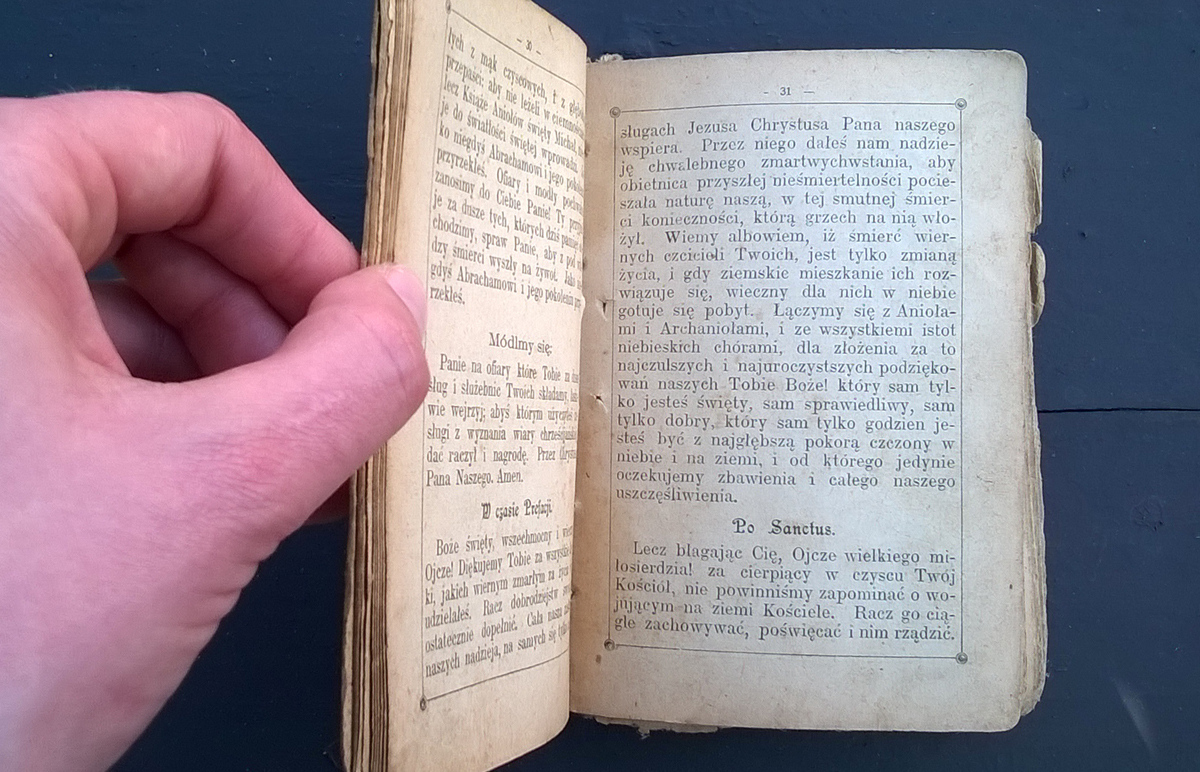 - 30 -
tych z mąk czyscowych, t. z
przepaści: aby nie leżeli w
lecz Książę Aniołów święty Michał
je do światłości świętej
ko niegdyś Abrachamowi i jego
przyrzekłeś. Ofiary i modły
zanosimy do Ciebie Panie! Ty
je za dusze tych, których dziś
chodzimy, spraw Panie, aby z pod
dzy śmierci wyszły na żywot.
gdyś Abrachamowi i jego pokoleniu
rzekłeś.
Módlmy się:
Panie na ofiary które Tobie za
sług i służebnic Twoich składamy,
wie wejrzyj; abyś którym
sługi z wyznania wiary
dać raczył i nagrodę. Przez
Pana Naszego. Amen.
W czasie Prefacji.
Boże święty, wszechmocny i
Ojcze! Diękujemy Tobie za
ki, jakich wiernym zmarłym za
udzielałeś. Racz dobrodziejstw
ostatecznie dopełnić. Cała nasza
naszych nadzieja, na samych się
- 31 —
sługach Jezusa Chrystusa Pana naszego
wspiera. Przez niego dałeś nam nadzie-
ję chwalebnego zmartwychwstania, aby
obietnica przyszłej nieśmiertelności pocie-
szała naturę naszą, w tej smutnej śmier-
ci konieczności, którą grzech na nią wło-
żył. Wiemy albowiem, iż śmierć wier-
nych czcicieli Twoich, jest tylko zmianą
życia, i gdy ziemskie mieszkanie ich roz-
wiązuje się, wieczny dla nich w niebie
gotuje się pobyt. Łączymy się z Anioła-
mi i Archaniołami, i ze wszystkiemi istot
niebieskich chórami, dla złożenia za to
najczulszych i najuroczystszych podzięko-
wań naszych Tobie Boże! który sam tyl-
ko jesteś święty, sam sprawiedliwy, sam
tylko dobry, który sam tylko godzien je-
steś być z najgłębszą pokorą czczony w
niebie i na ziemi, i od którego jedynie
oczekujemy zbawienia i całego naszego
uszczęśliwienia.
Po Sanctus.
Lecz błagając Cię, Ojcze wielkiego mi-
łosierdzia! za cierpiący w czyscu Twój
Kościół, nie powinniśmy zapominać o wo-
jującym na ziemi Kościele. Racz go cią-
gle zachowywać, poświęcać i nim rządzić.